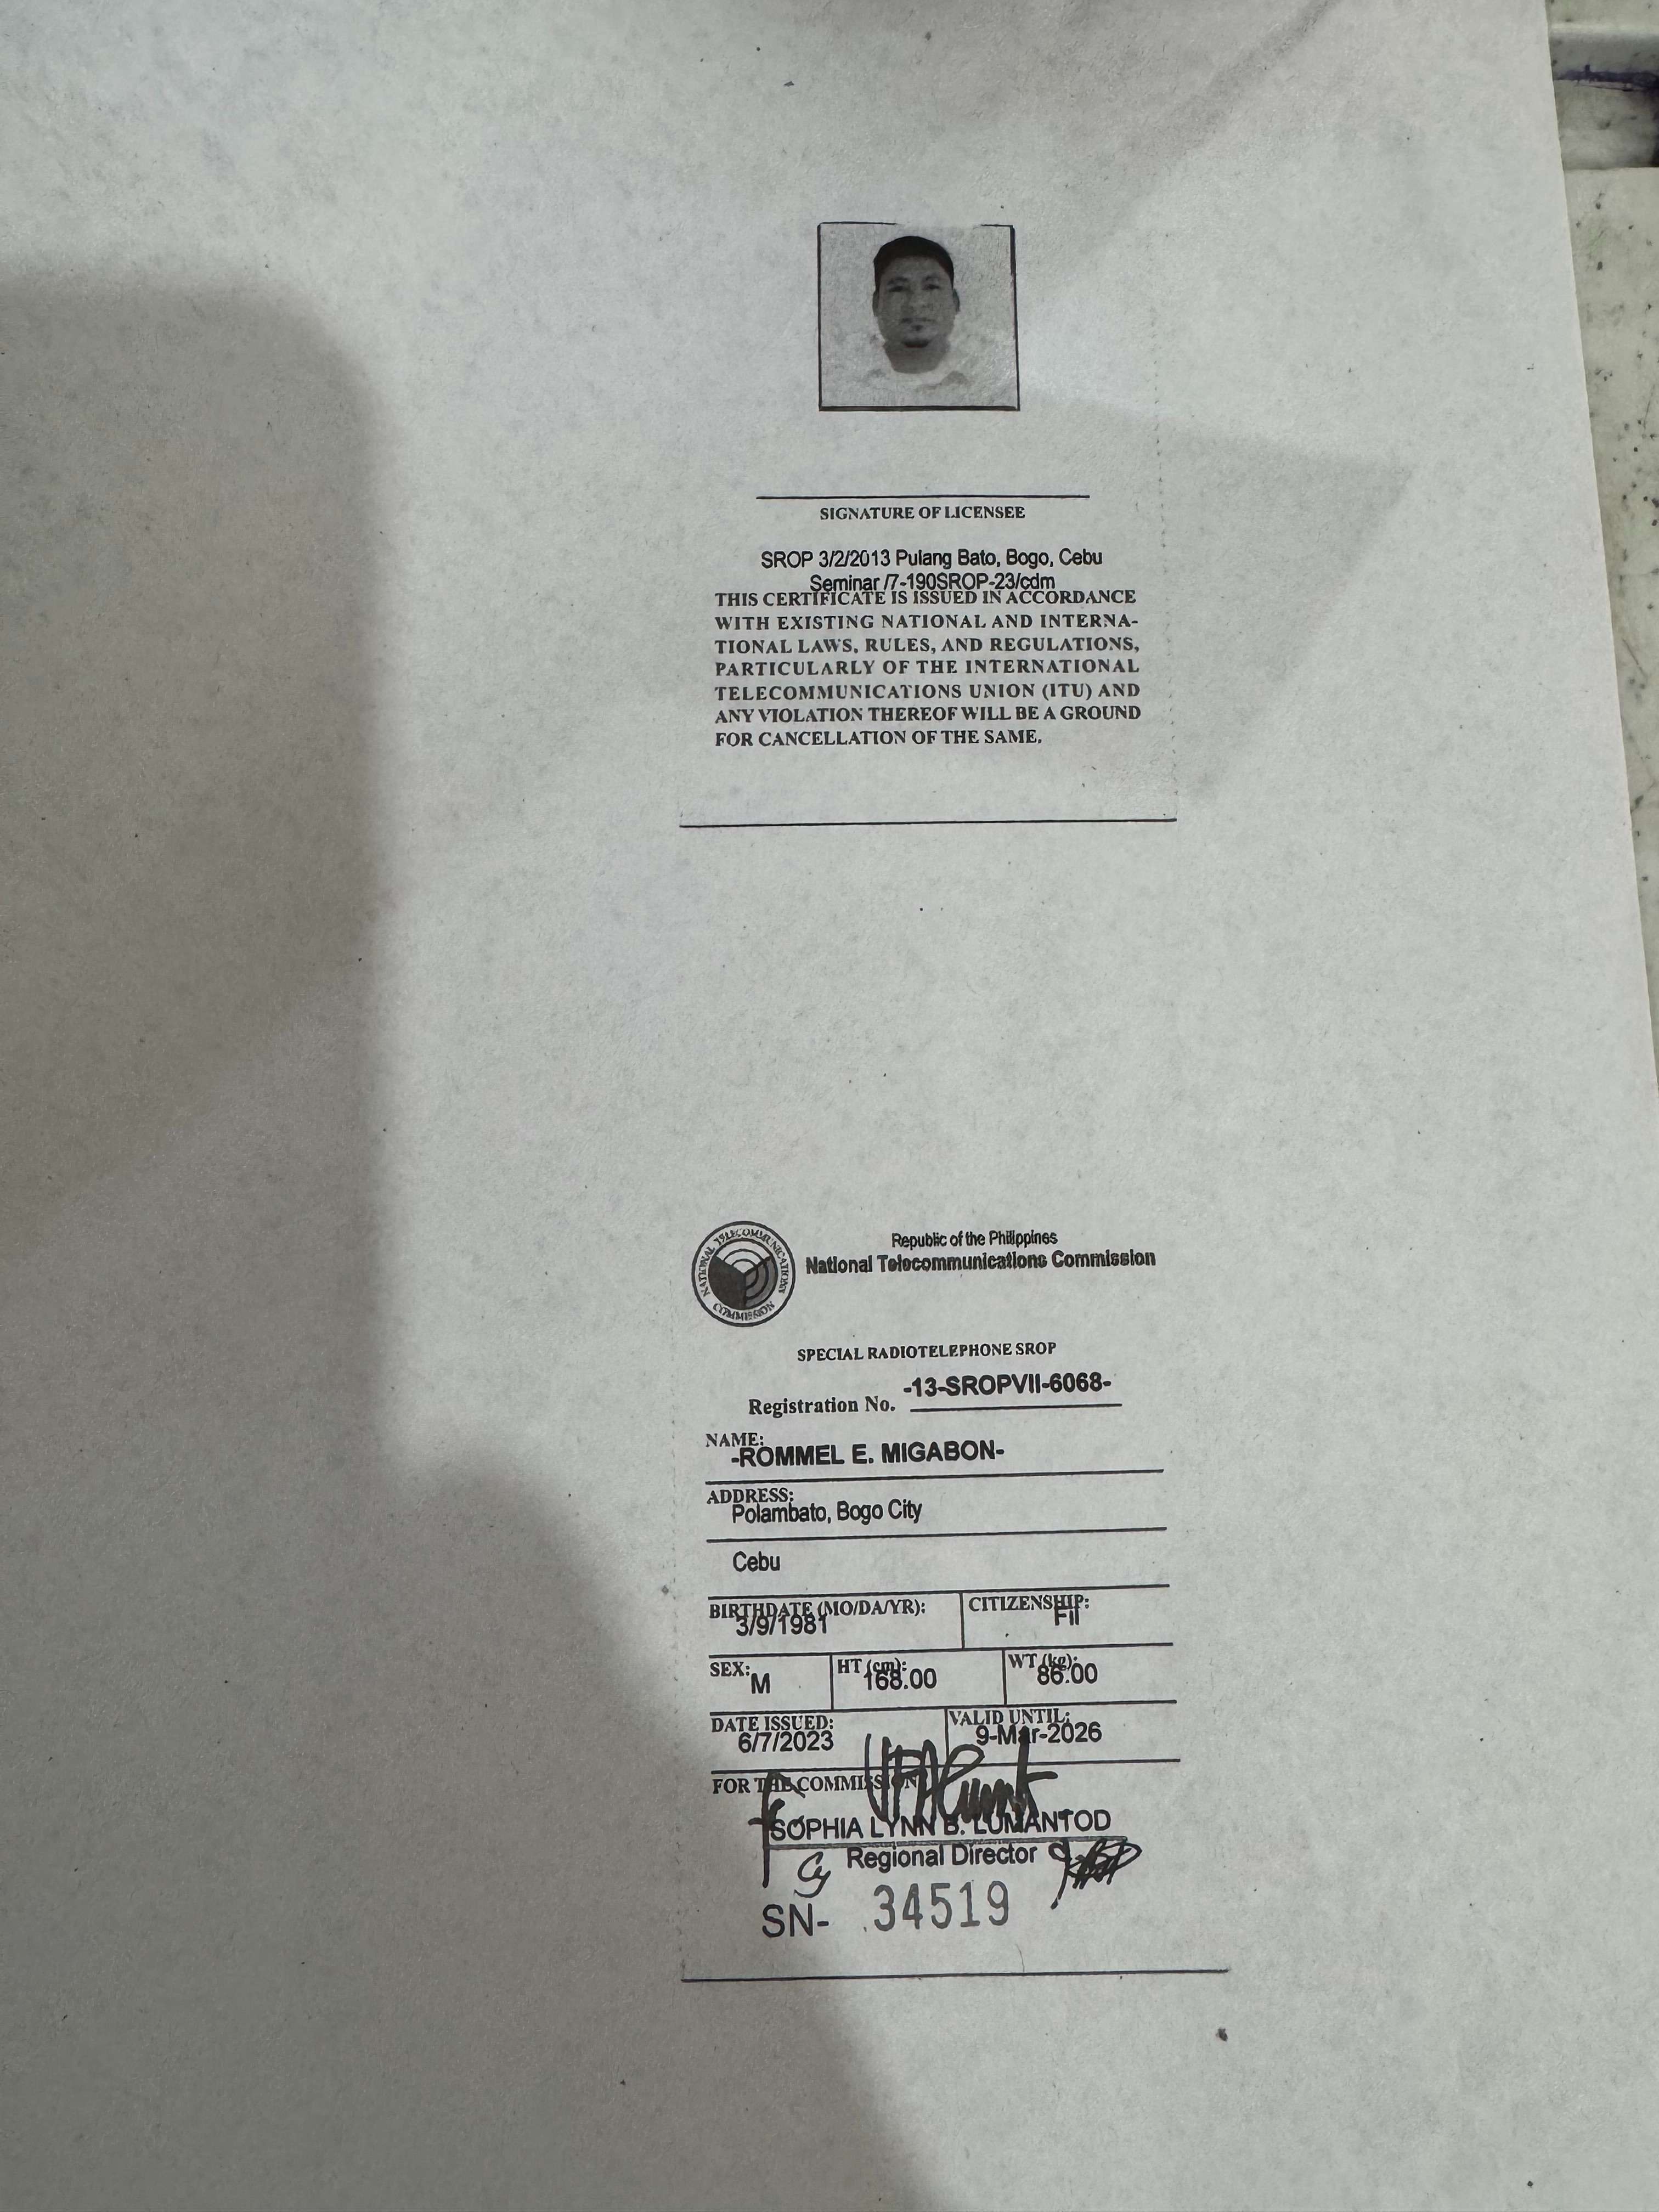 SIGNATURE OF LICENSEE
SROP 3/2/2013 Pulang Bato, Bogo, Cebu
Seminar /7-190SROP-23/cdm
THIS CERTIFICATE IS ISSUED IN ACCORDANCE
WITH EXISTING NATIONAL AND INTERNA-
TIONAL LAWS, RULES, AND REGULATIONS,
PARTICULARLY OF THE INTERNATIONAL
TELECOMMUNICATIONS UNION (ITU) AND
ANY VIOLATION THEREOF WILL BE A GROUND
FOR CANCELLATION OF THE SAME.
NATIONAL TELECOMMUNICATIONS COMMISSION
Republic of the Philippines
National Telecommunications Commission
SPECIAL RADIOTELEPHONE SROP
Registration No. -13-SROPVII-6068-
NAME:
-ROMMEL E. MIGABON-
ADDRESS:
Polambato, Bogo City
Cebu
BIRTHDATE (MO/DA/YR): CITIZENSHIP:
3/9/1981 Fil
SEX: M HT (cm): 168.00 WT (kg): 86.00
DATE ISSUED: VALID UNTIL:
6/7/2023 9-Mar-2026
FOR THE COMMISSION
SOPHIA LYNN B. LUMANTOD
Regional Director
SN- 34519